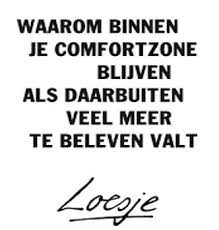 WAAROM BINNEN
JE COMFORTZONE
BLIJVEN
ALS DAARBUITEN
VEEL MEER
TE BELEVEN VALT
Loesje